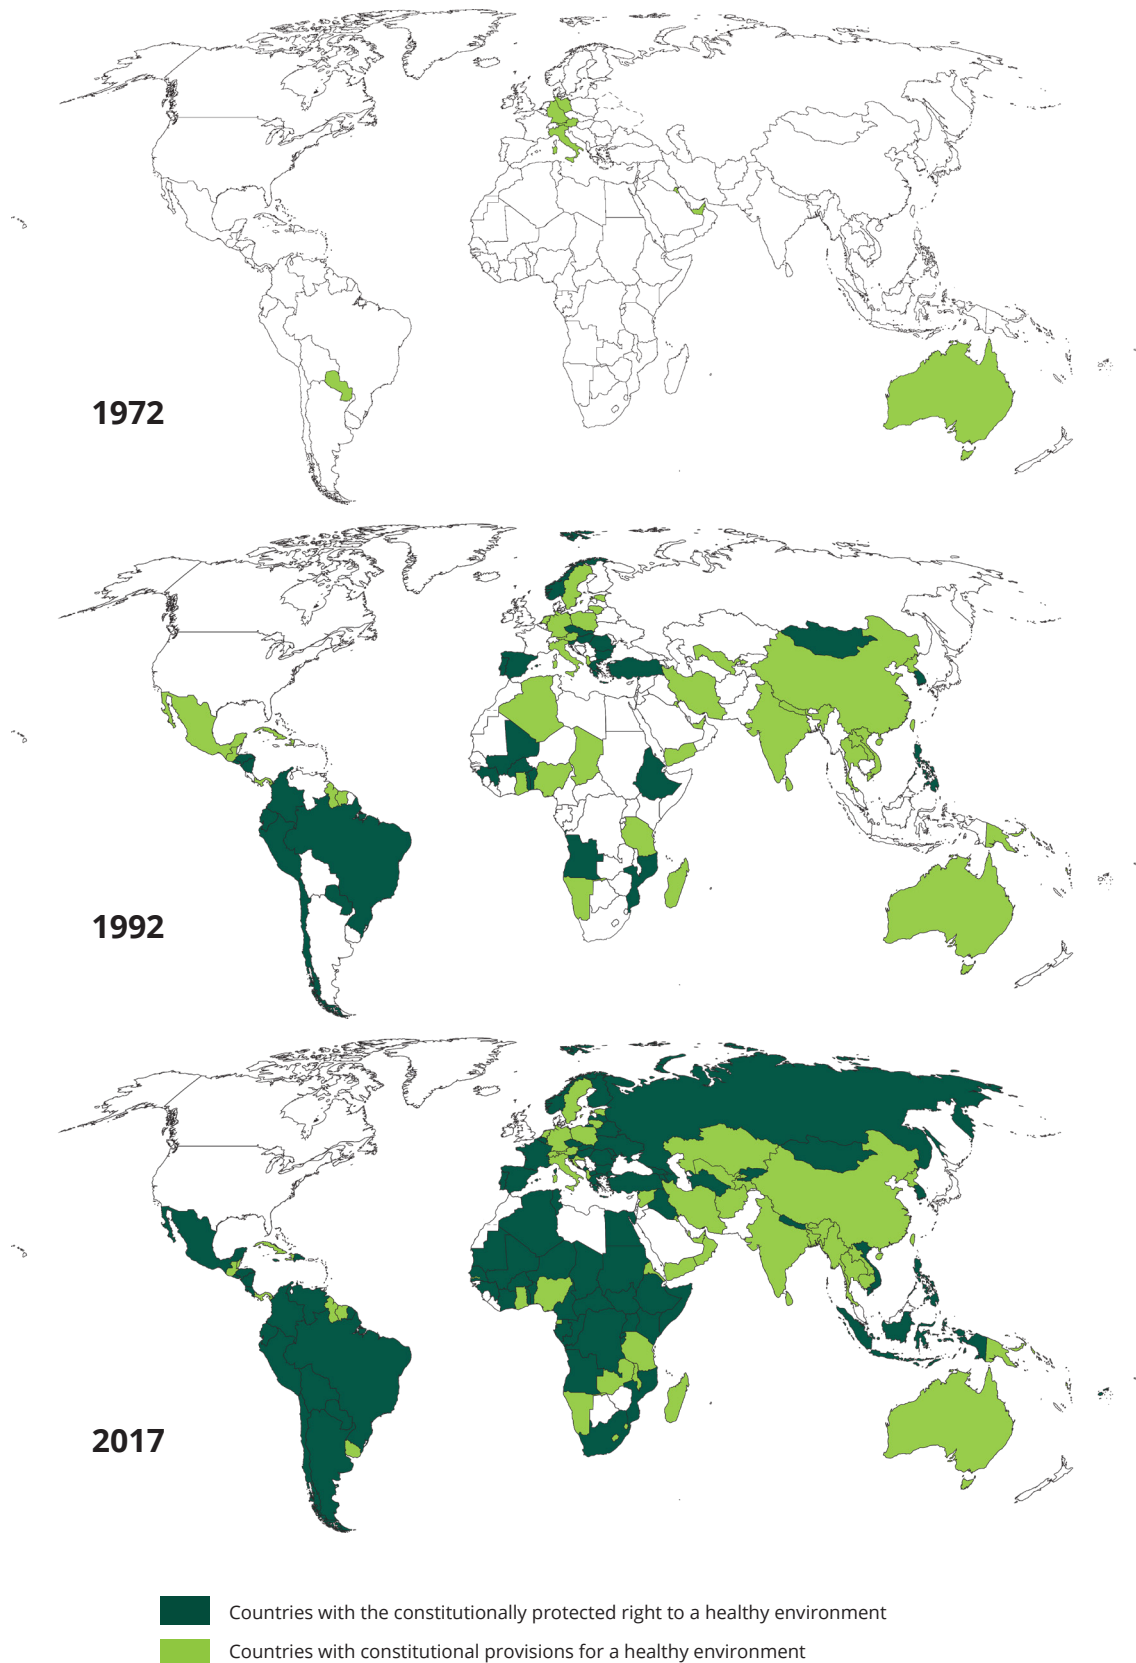 1972
1992
2017
Countries with the constitutionally protected right to a healthy environment
Countries with constitutional provisions for a healthy environment